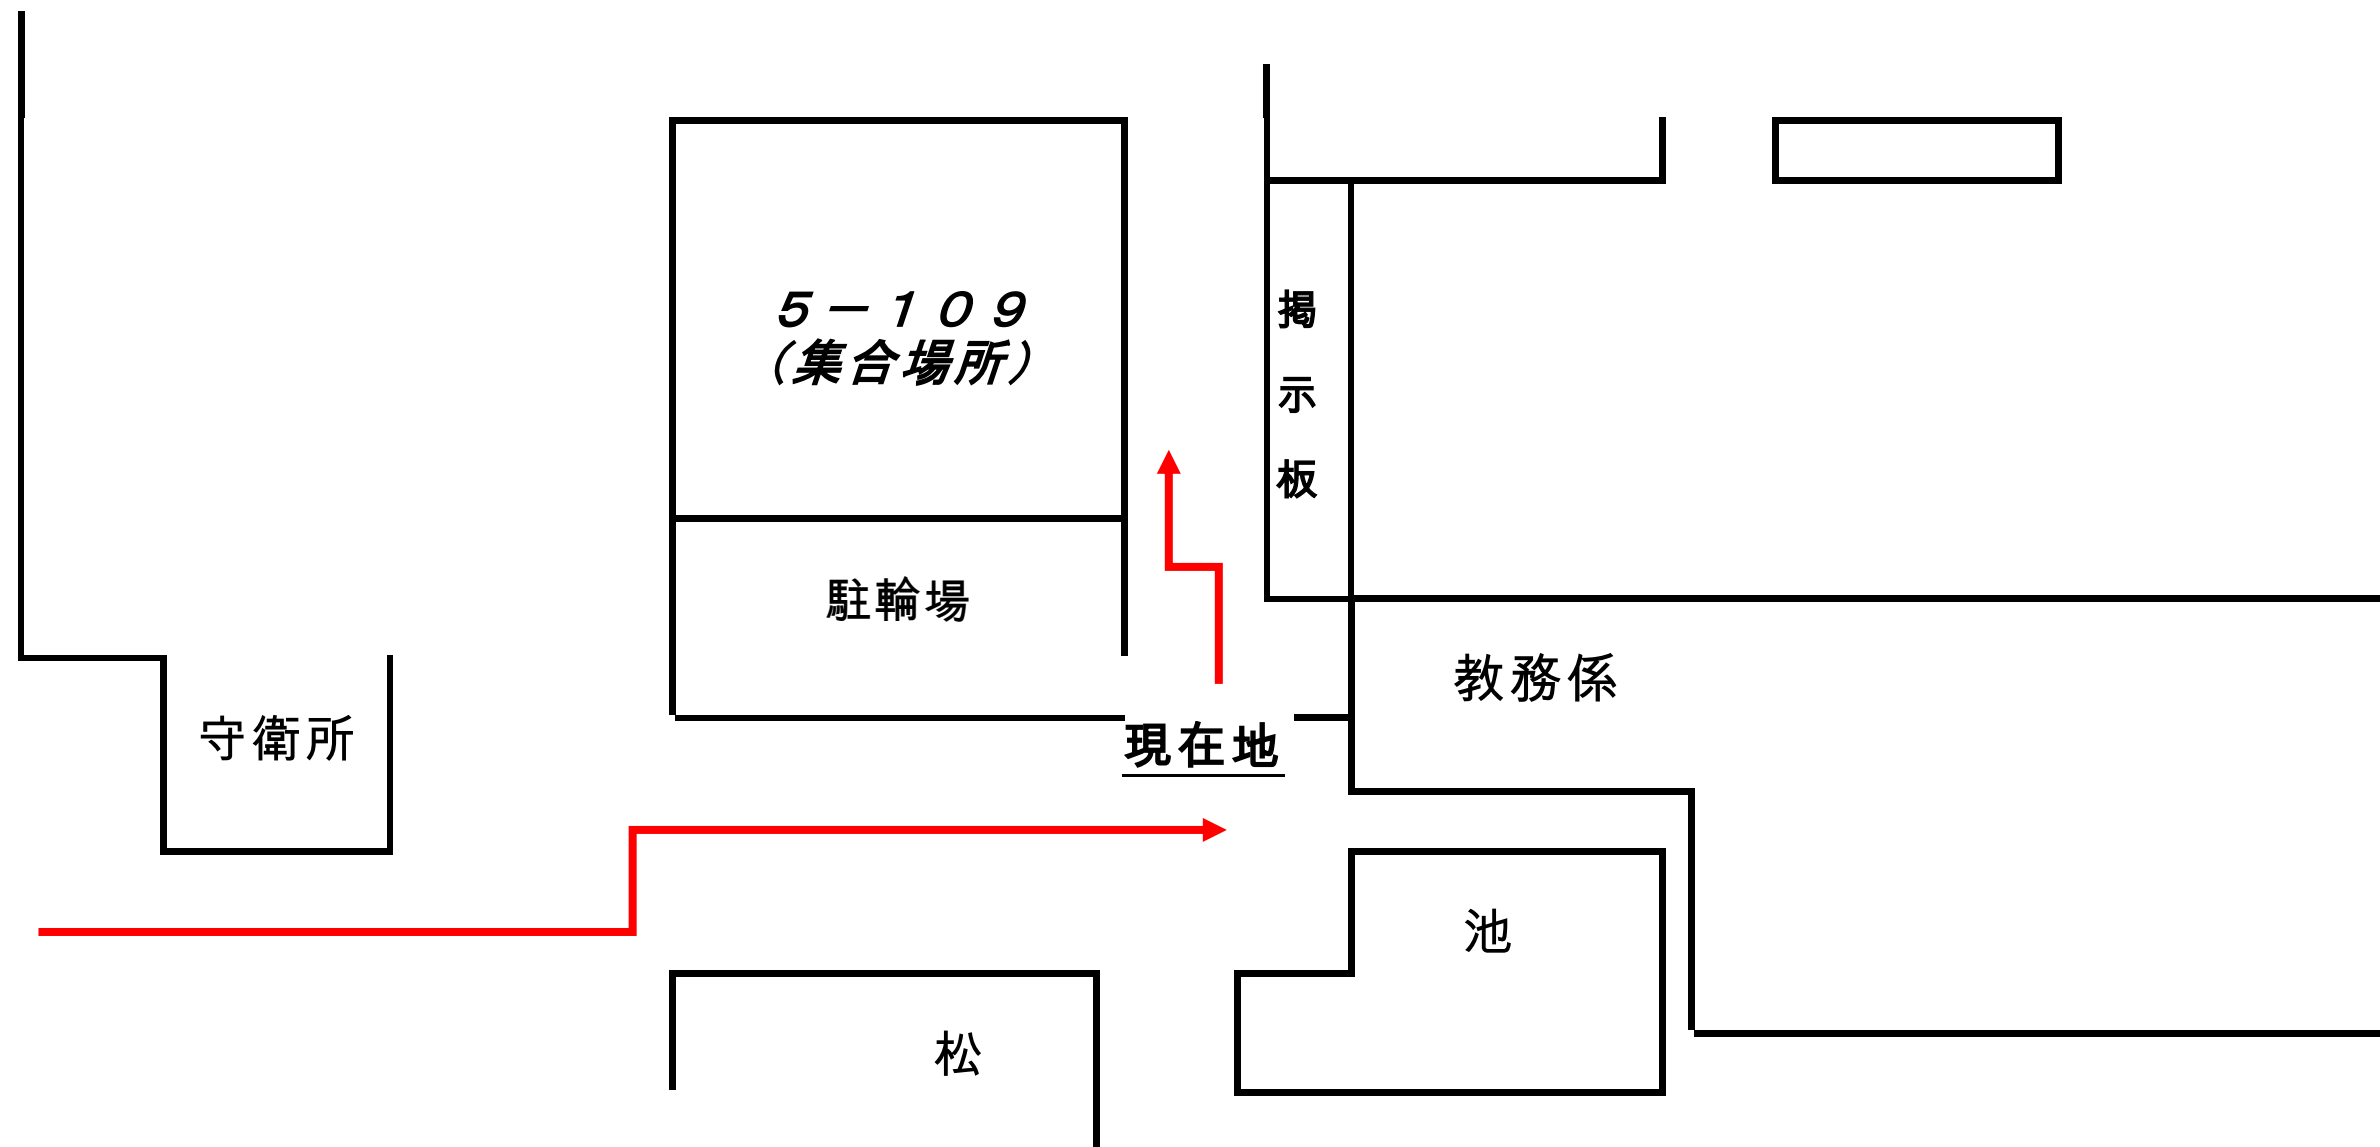 ５－１０９
（集合場所）
掲示板
駐輪場
教務係
守衛所
現在地
池
松